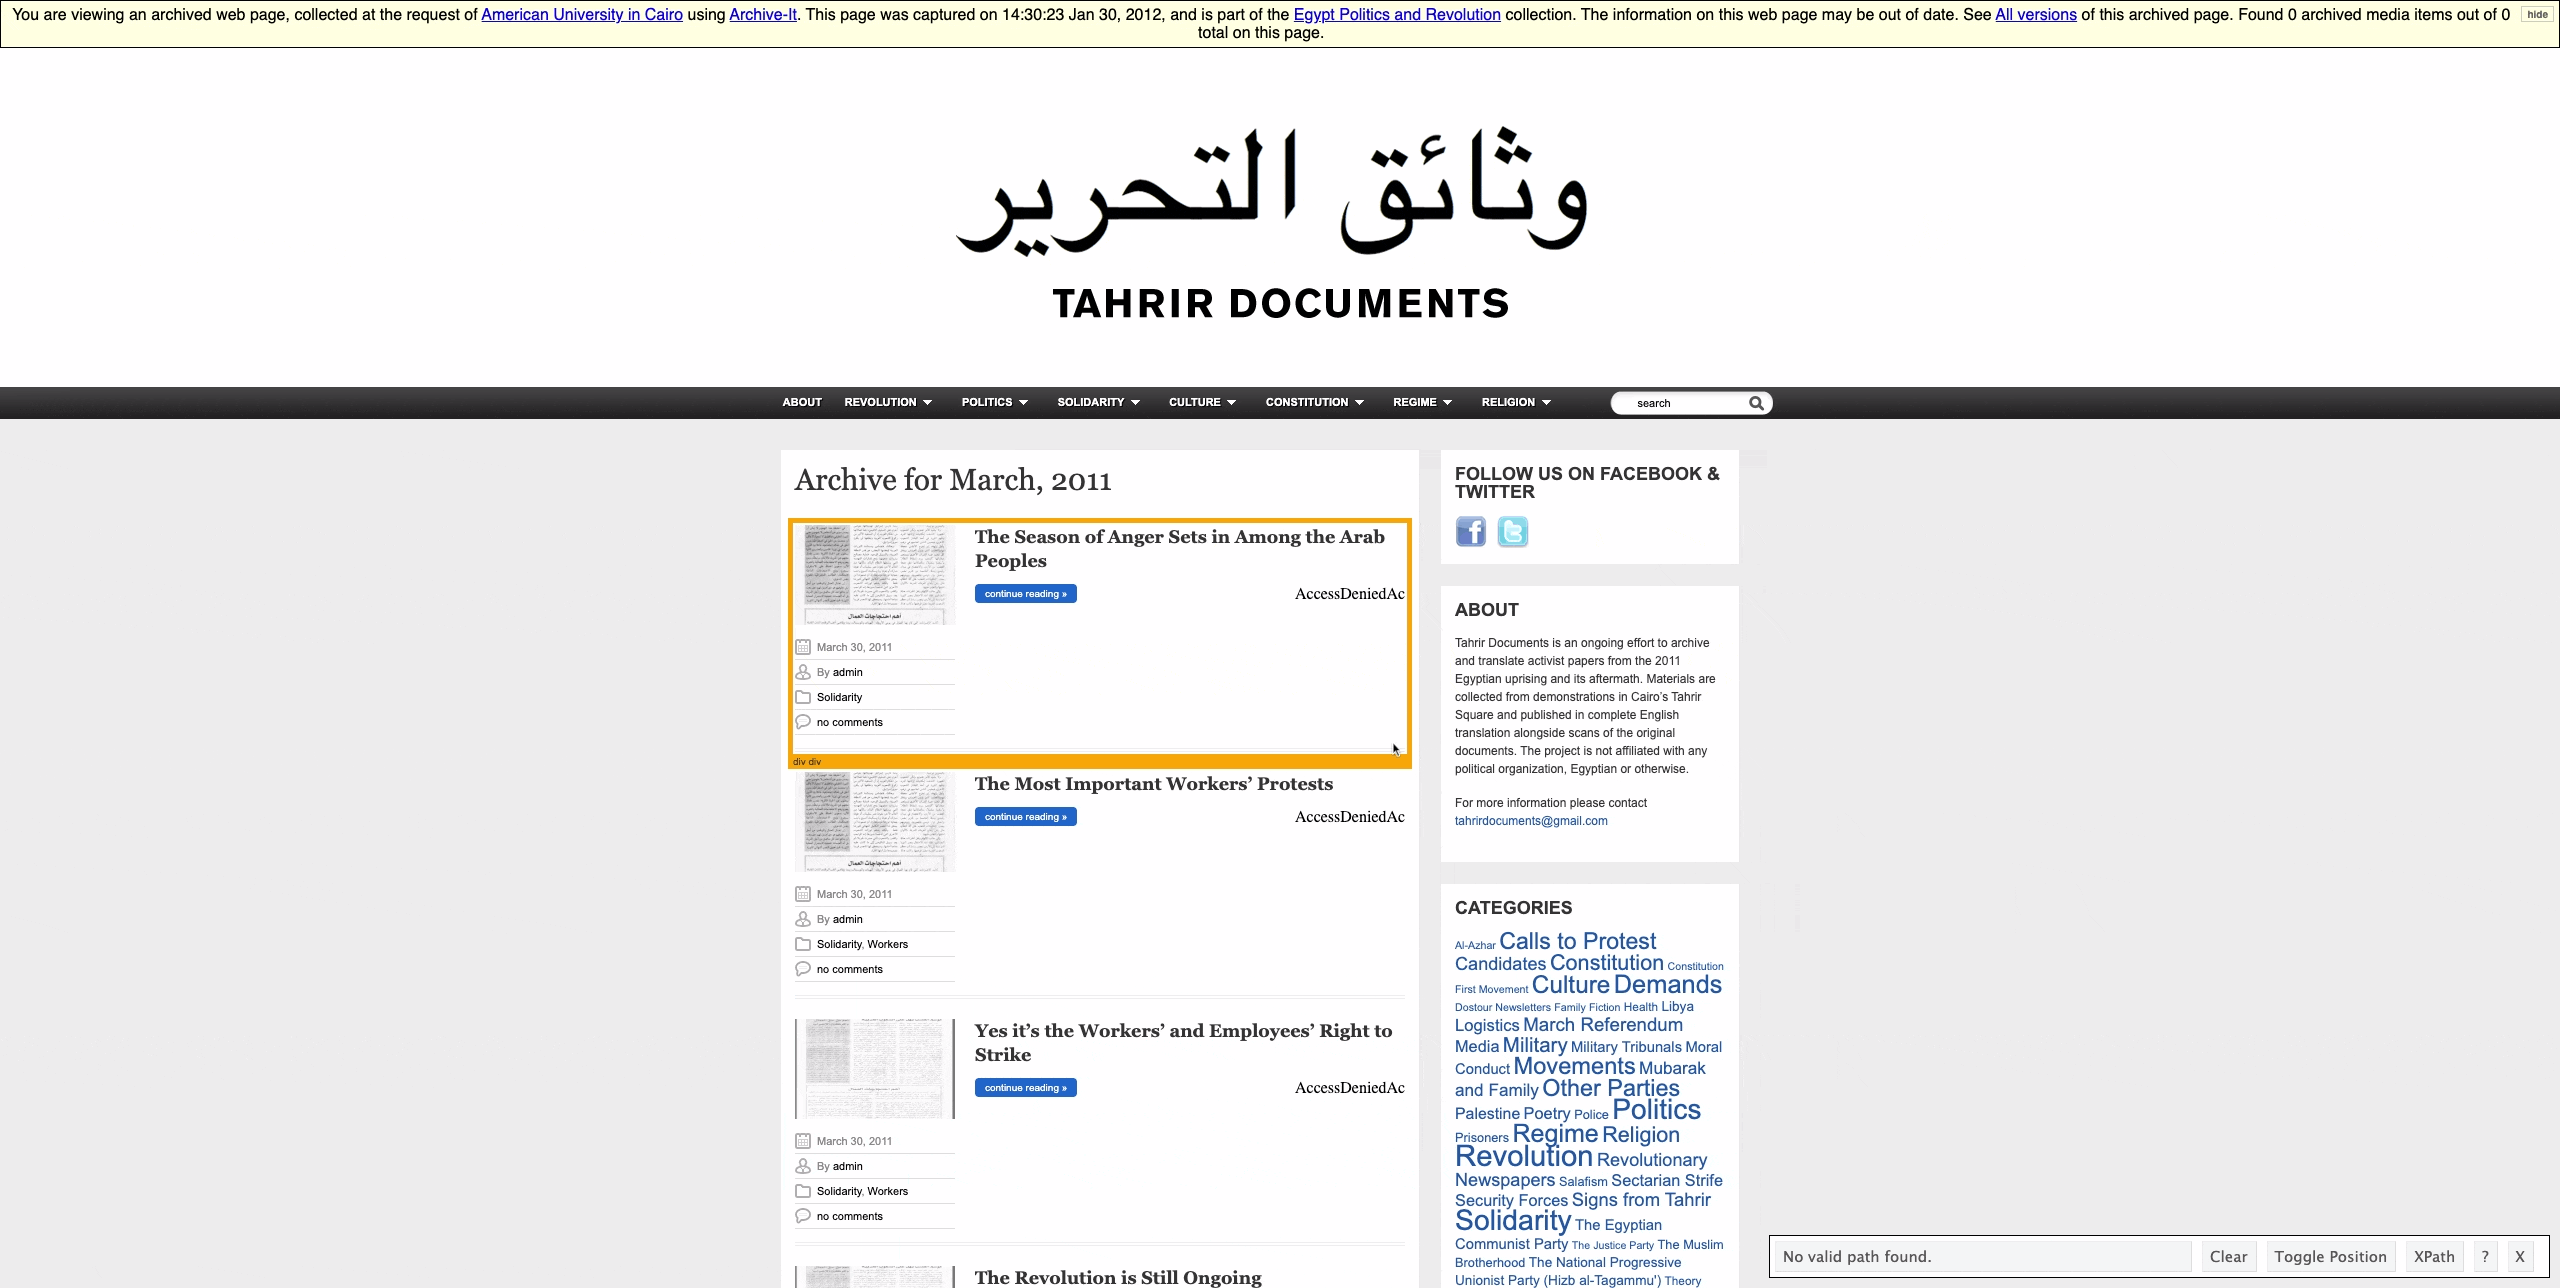 You are viewing an archived web page, collected at the request of American University in Cairo using Archive-It. This page was captured on 14:30:23 Jan 30, 2012, and is part of the Egypt Politics and Revolution collection. The information on this web page may be out of date. See All versions of this archived page. Found 0 archived media items out of 0
total on this page.
hide
وثائق التحرير
TAHRIR DOCUMENTS
ABOUT REVOLUTION POLITICS SOLIDARITY CULTURE CONSTITUTION REGIME RELIGION search
Archive for March, 2011
The Season of Anger Sets in Among the Arab
Peoples
continue reading »
AccessDeniedAc
أهم احتجاجات العمال
March 30, 2011
By admin
Solidarity
no comments
div div
The Most Important Workers’ Protests
continue reading »
AccessDeniedAc
أهم احتجاجات العمال
March 30, 2011
By admin
Solidarity, Workers
no comments
Yes it’s the Workers’ and Employees’ Right to
Strike
continue reading »
AccessDeniedAc
March 30, 2011
By admin
Solidarity, Workers
no comments
The Revolution is Still Ongoing
FOLLOW US ON FACEBOOK &
TWITTER
ABOUT
Tahrir Documents is an ongoing effort to archive
and translate activist papers from the 2011
Egyptian uprising and its aftermath. Materials are
collected from demonstrations in Cairo’s Tahrir
Square and published in complete English
translation alongside scans of the original
documents. The project is not affiliated with any
political organization, Egyptian or otherwise.
For more information please contact
tahrirdocuments@gmail.com
CATEGORIES
Al-Azhar Calls to Protest
Candidates Constitution Constitution
First Movement Culture Demands
Dostour Newsletters Family Fiction Health Libya
Logistics March Referendum
Media Military Military Tribunals Moral
Conduct Movements Mubarak
and Family Other Parties
Palestine Poetry Police Politics
Prisoners Regime Religion
Revolution Revolutionary
Newspapers Salafism Sectarian Strife
Security Forces Signs from Tahrir
Solidarity The Egyptian
Communist Party The Justice Party The Muslim
Brotherhood The National Progressive
Unionist Party (Hizb al-Tagammu') Theory
No valid path found.
Clear Toggle Position XPath ? X